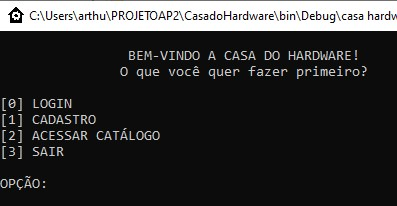 C:\Users\arthu\PROJETOAP2\CasadoHardware\bin\Debug\casa hardw
BEM-VINDO A CASA DO HARDWARE!
O que você quer fazer primeiro?
[0] LOGIN
[1] CADASTRO
[2] ACESSAR CATÁLOGO
[3] SAIR
OPÇÃO: